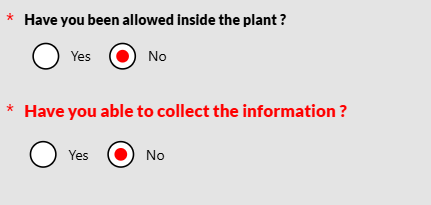 * Have you been allowed inside the plant ?
Yes No
* Have you able to collect the information ?
Yes No